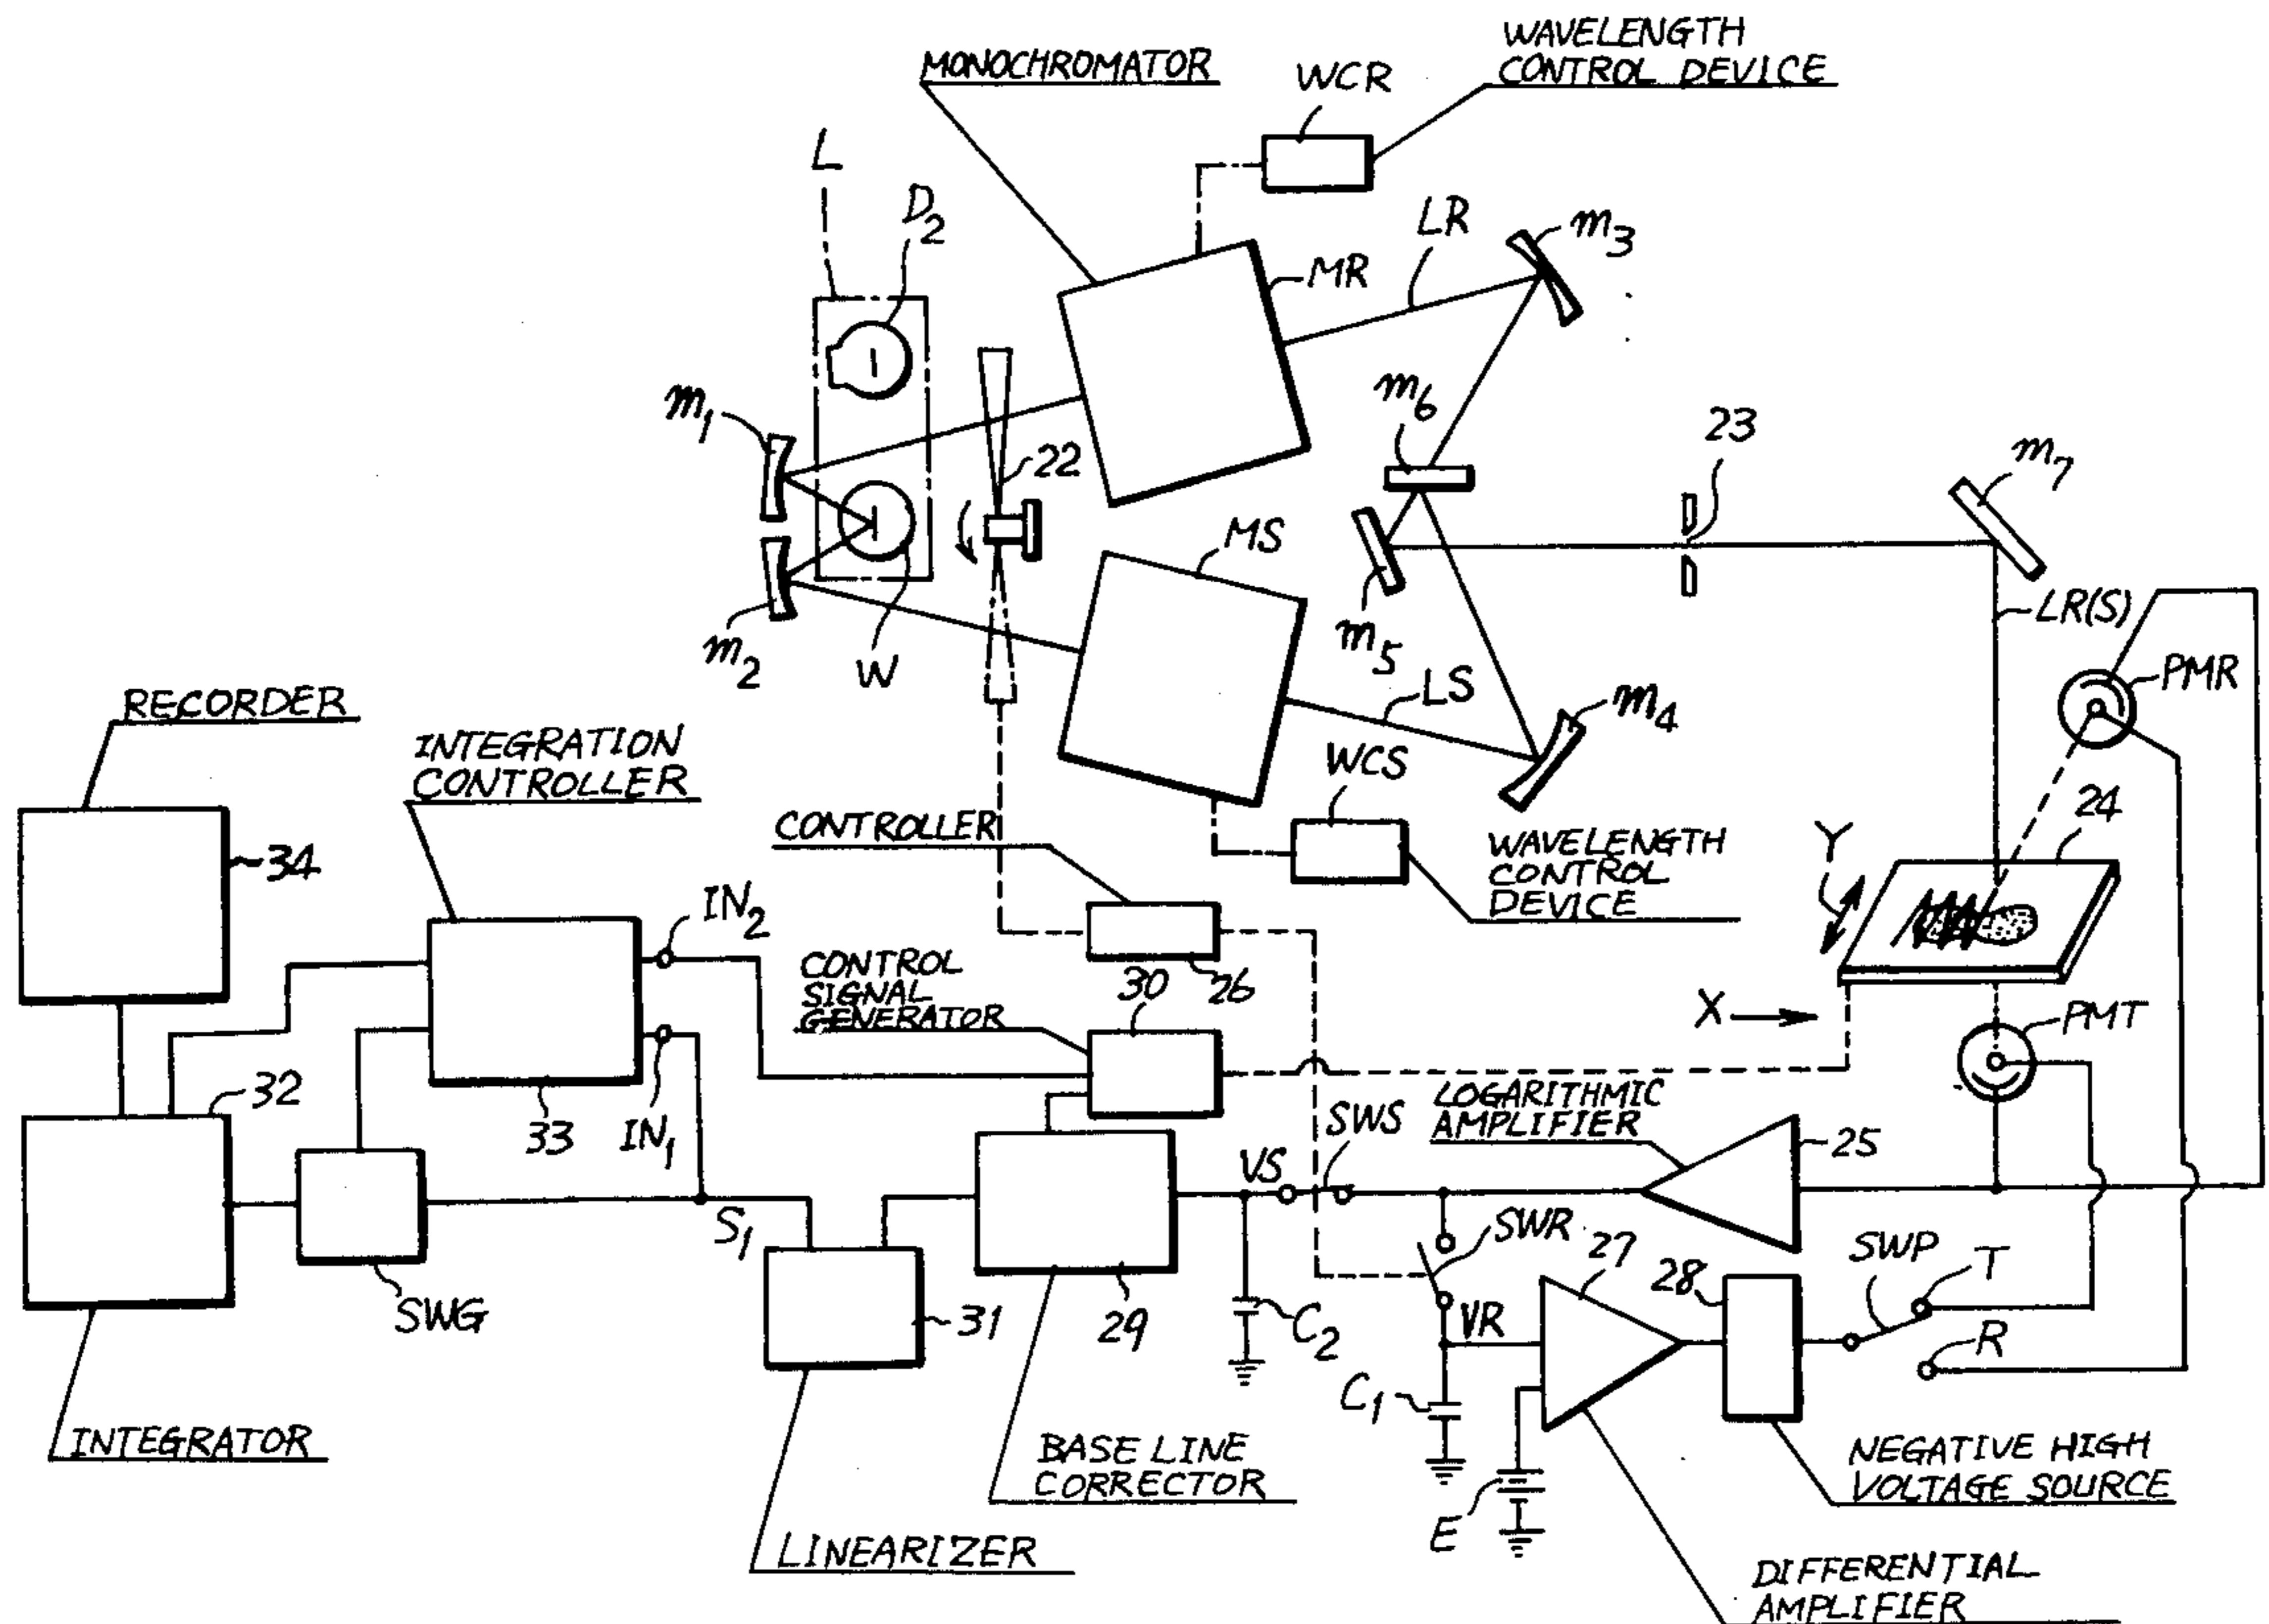 WAVELENGTH
CONTROL DEVICE
MONOCHROMATOR
WCR
L
D2
LR
m3
MR
m1
m6
23
m7
22
MS
m5
LR(S)
m2
W
LS
m4
PMR
RECORDER
INTEGRATION
CONTROLLER
WCS
24
CONTROLLER
WAVELENGTH
CONTROL
DEVICE
Y
34
IN2
CONTROL
SIGNAL
GENERATOR
30
26
X
PMT
32
33
IN1
LOGARITHMIC
AMPLIFIER
SWS
25
VS
S1
SWR
27
28
SWP
T
SWG
31
29
C2
VR
R
C1
INTEGRATOR
BASE LINE
CORRECTOR
E
NEGATIVE HIGH
VOLTAGE SOURCE
LINEARIZER
DIFFERENTIAL
AMPLIFIER